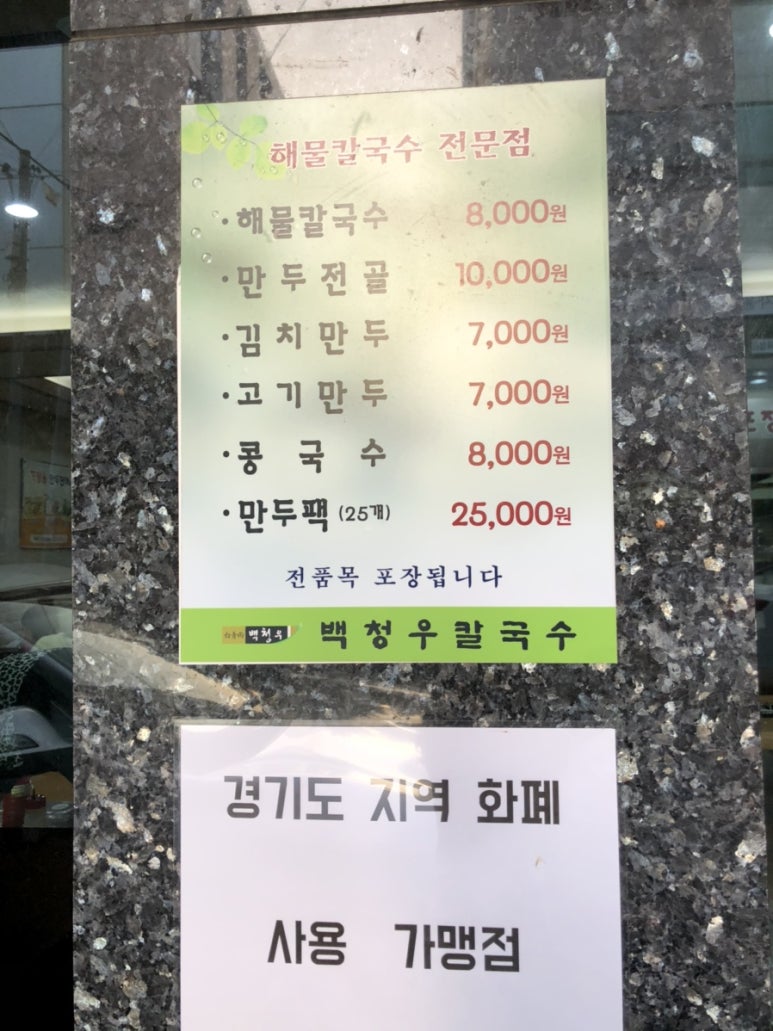 해물칼국수 전문점
·해물칼국수 8,000원
·만두전골 10,000원
·김치만두 7,000원
·고기만두 7,000원
·콩국수 8,000원
·만두팩 (25개) 25,000원
전품목 포장됩니다
백청우 백청우칼국수
경기도 지역 화폐
사용 가맹점